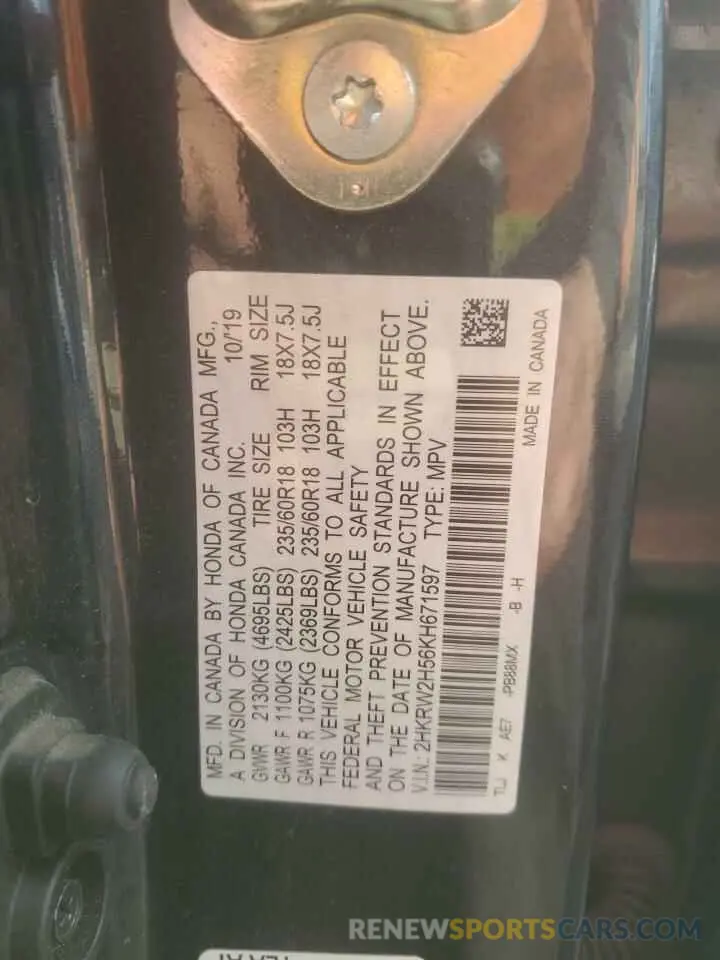 MFD. IN CANADA BY HONDA OF CANADA MFG.,
A DIVISION OF HONDA CANADA INC. 10/'19
GVWR 2130KG (4695LBS) TIRE SIZE RIM SIZE
GAWR F 1100KG (2425LBS) 235/60R18 103H 18X7.5J
GAWR R 1075KG (2369LBS) 235/60R18 103H 18X7.5J
THIS VEHICLE CONFORMS TO ALL APPLICABLE
FEDERAL MOTOR VEHICLE SAFETY
AND THEFT PREVENTION STANDARDS IN EFFECT
ON THE DATE OF MANUFACTURE SHOWN ABOVE.
V.I.N.: 2HKRW2H56KH671597 TYPE: MPV
TLJ K AE7 -PB88MX -B -H
MADE IN CANADA
RENEWSPORTSCARS.COM